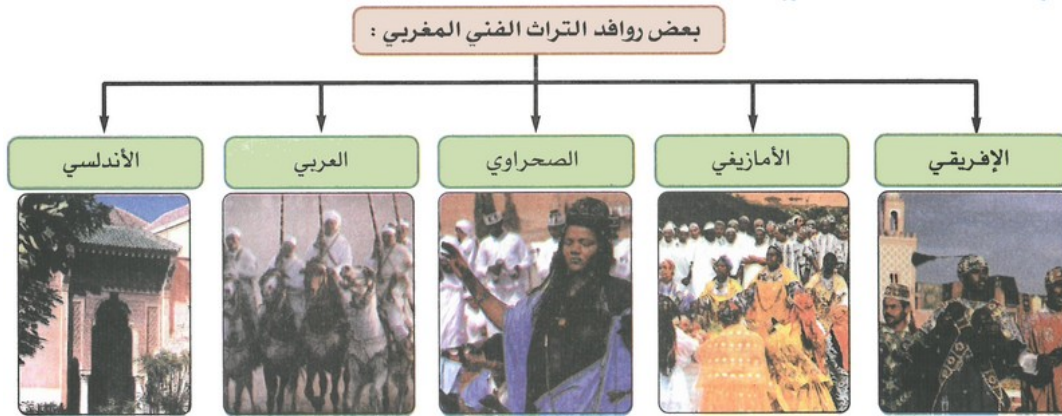 بعض روافد التراث الفني المغربي :
الإفريقي
الأمازيغي
الصحراوي
العربي
الأندلسي